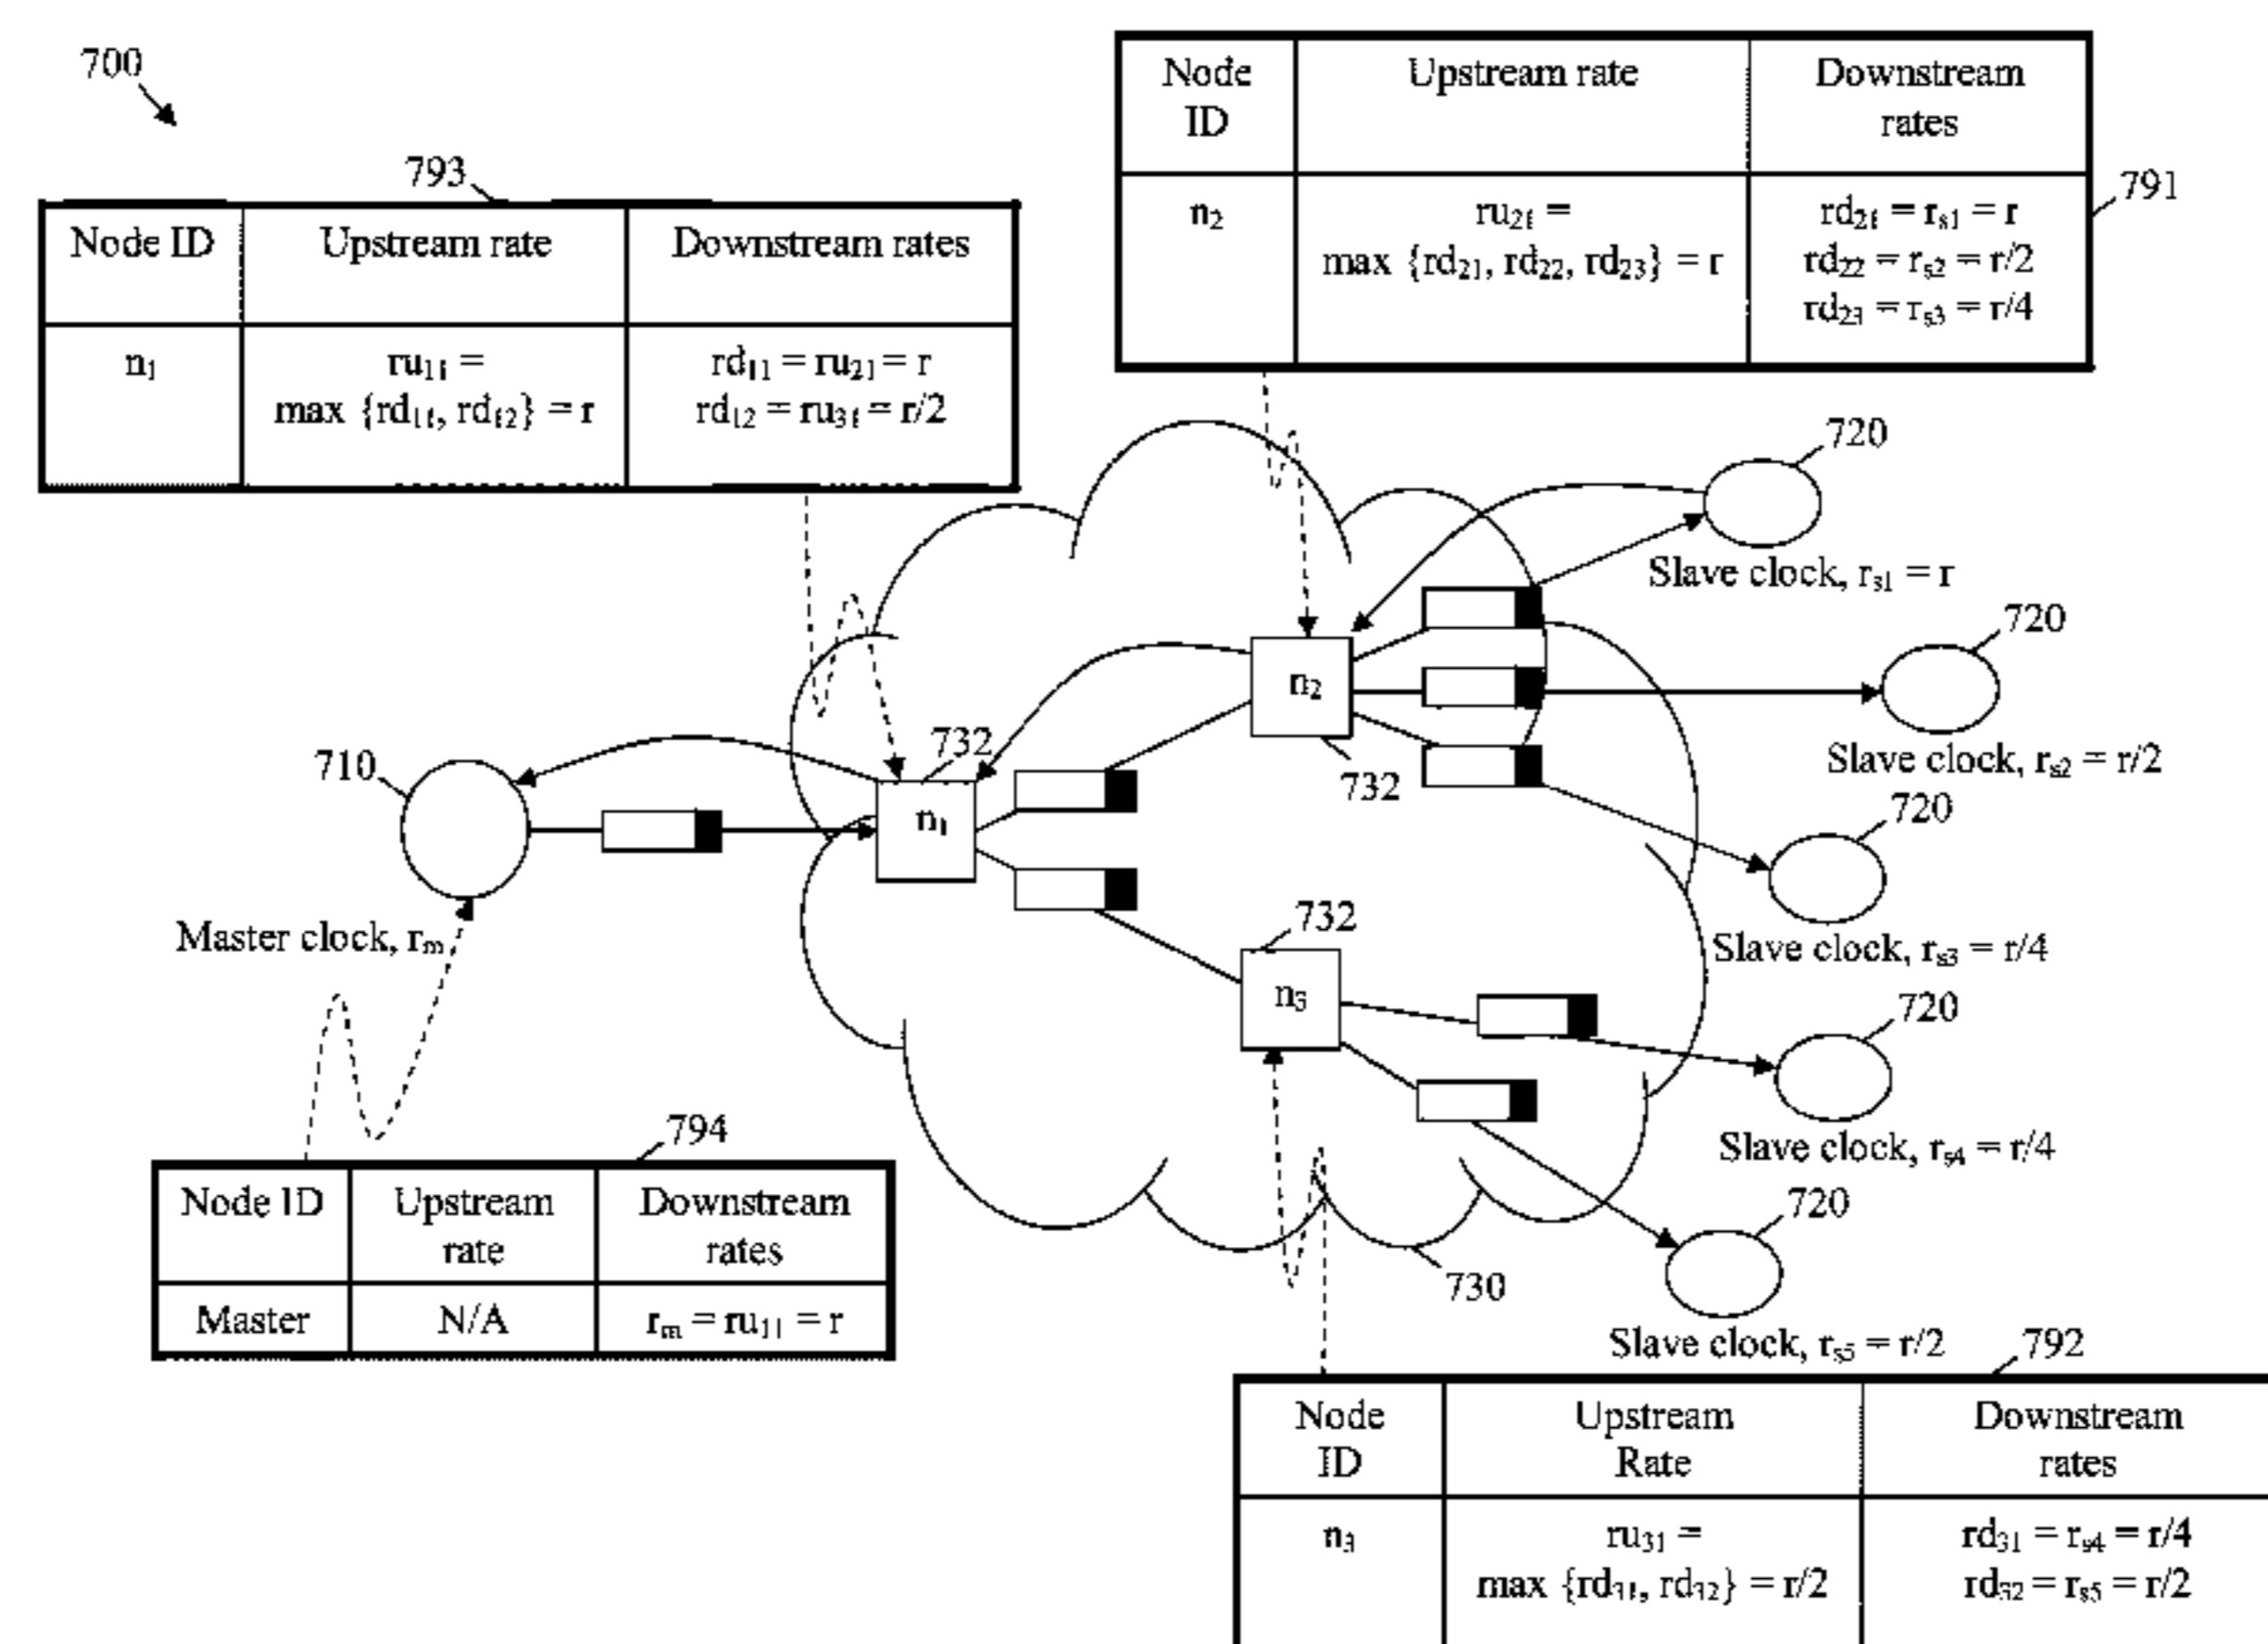 700
793
Node ID Upstream rate Downstream rates
n₁ ru₁₁ = rd₁₁ = ru₂₁ = r
max {rd₁₁, rd₁₂} = r rd₁₂ = ru₃₁ = r/2
Node Upstream rate Downstream
ID rates
791
n₂ ru₂₁ = rd₂₁ = rₛ₁ = r
max {rd₂₁, rd₂₂, rd₂₃} = r rd₂₂ = rₛ₂ = r/2
rd₂₃ = rₛ₃ = r/4
720
Slave clock, rₛ₁ = r
720
n₂
732
732
Slave clock, rₛ₂ = r/2
710
n₁
720
732
Master clock, rₘ
Slave clock, rₛ₃ = r/4
n₃
720
Slave clock, rₛ₄ = r/4
794
720
730
Slave clock, rₛ₅ = r/2
Node ID Upstream Downstream
rate rates
Master N/A rₘ = ru₁₁ = r
792
Node Upstream Downstream
ID Rate rates
n₃ ru₃₁ = rd₃₁ = rₛ₄ = r/4
max {rd₃₁, rd₃₂} = r/2 rd₃₂ = rₛ₅ = r/2